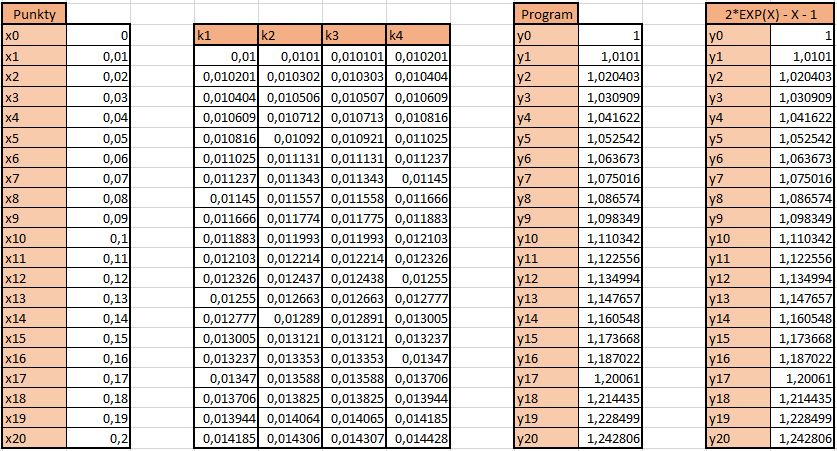 Punkty Program 2*EXP(X) - X - 1
x0 0 k1 k2 k3 k4 y0 1 y0 1
x1 0,01 0,01 0,0101 0,010101 0,010201 y1 1,0101 y1 1,0101
x2 0,02 0,010201 0,010302 0,010303 0,010404 y2 1,020403 y2 1,020403
x3 0,03 0,010404 0,010506 0,010507 0,010609 y3 1,030909 y3 1,030909
x4 0,04 0,010609 0,010712 0,010713 0,010816 y4 1,041622 y4 1,041622
x5 0,05 0,010816 0,01092 0,010921 0,011025 y5 1,052542 y5 1,052542
x6 0,06 0,011025 0,011131 0,011131 0,011237 y6 1,063673 y6 1,063673
x7 0,07 0,011237 0,011343 0,011343 0,01145 y7 1,075016 y7 1,075016
x8 0,08 0,01145 0,011557 0,011558 0,011666 y8 1,086574 y8 1,086574
x9 0,09 0,011666 0,011774 0,011775 0,011883 y9 1,098349 y9 1,098349
x10 0,1 0,011883 0,011993 0,011993 0,012103 y10 1,110342 y10 1,110342
x11 0,11 0,012103 0,012214 0,012214 0,012326 y11 1,122556 y11 1,122556
x12 0,12 0,012326 0,012437 0,012438 0,01255 y12 1,134994 y12 1,134994
x13 0,13 0,01255 0,012663 0,012663 0,012777 y13 1,147657 y13 1,147657
x14 0,14 0,012777 0,01289 0,012891 0,013005 y14 1,160548 y14 1,160548
x15 0,15 0,013005 0,013121 0,013121 0,013237 y15 1,173668 y15 1,173668
x16 0,16 0,013237 0,013353 0,013353 0,01347 y16 1,187022 y16 1,187022
x17 0,17 0,01347 0,013588 0,013588 0,013706 y17 1,20061 y17 1,20061
x18 0,18 0,013706 0,013825 0,013825 0,013944 y18 1,214435 y18 1,214435
x19 0,19 0,013944 0,014064 0,014065 0,014185 y19 1,228499 y19 1,228499
x20 0,2 0,014185 0,014306 0,014307 0,014428 y20 1,242806 y20 1,242806